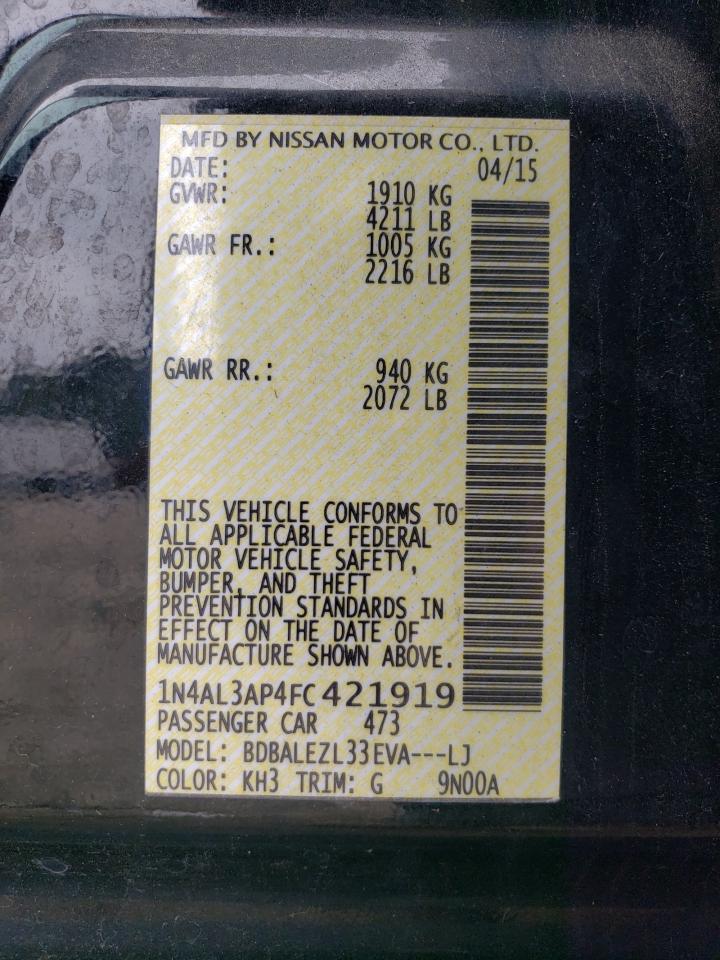 MFD BY NISSAN MOTOR CO., LTD.
DATE: 04/15
GVWR: 1910 KG
4211 LB
GAWR FR.: 1005 KG
2216 LB
GAWR RR.: 940 KG
2072 LB
THIS VEHICLE CONFORMS TO
ALL APPLICABLE FEDERAL
MOTOR VEHICLE SAFETY,
BUMPER, AND THEFT
PREVENTION STANDARDS IN
EFFECT ON THE DATE OF
MANUFACTURE SHOWN ABOVE.
1N4AL3AP4FC421919
PASSENGER CAR 473
MODEL: BDBALEZL33EVA---LJ
COLOR: KH3 TRIM: G 9N00A